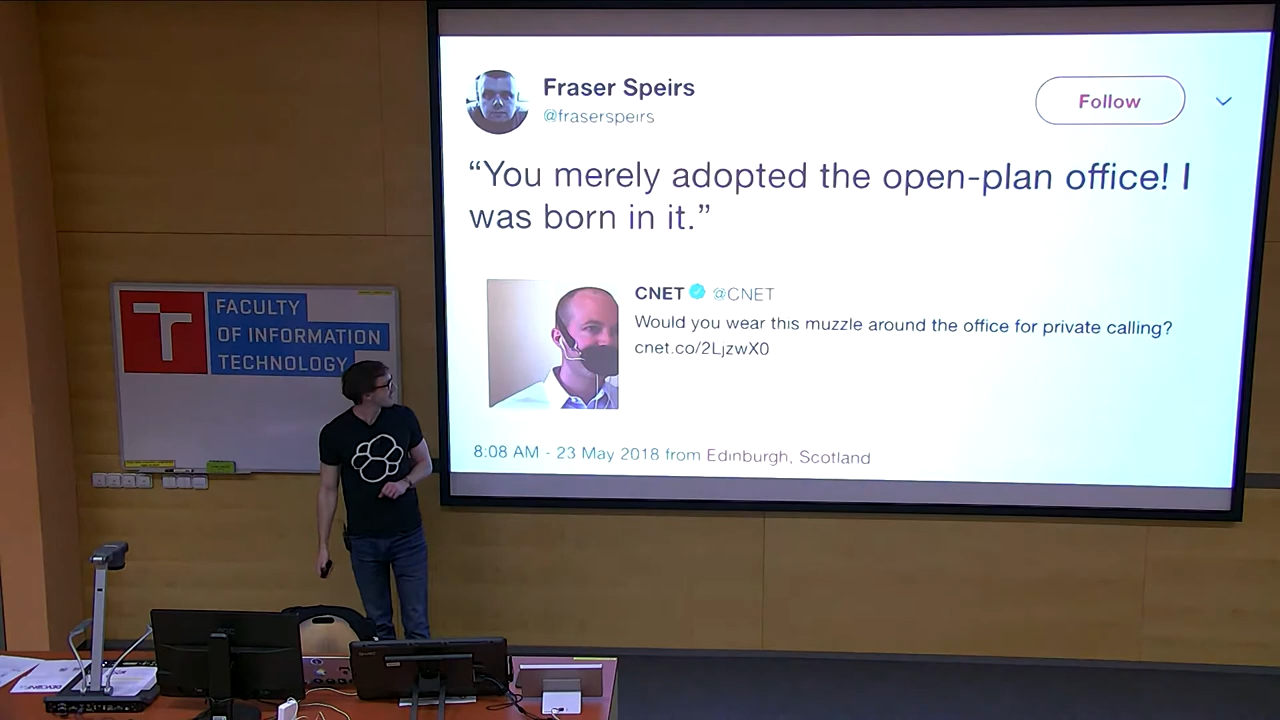 Fraser Speirs
@fraserspeirs
Follow
“You merely adopted the open-plan office! I
was born in it.”
CNET @CNET
Would you wear this muzzle around the office for private calling?
cnet.co/2LjzwX0
8:08 AM - 23 May 2018 from Edinburgh, Scotland
T
FACULTY
OF INFORMATION
TECHNOLOGY